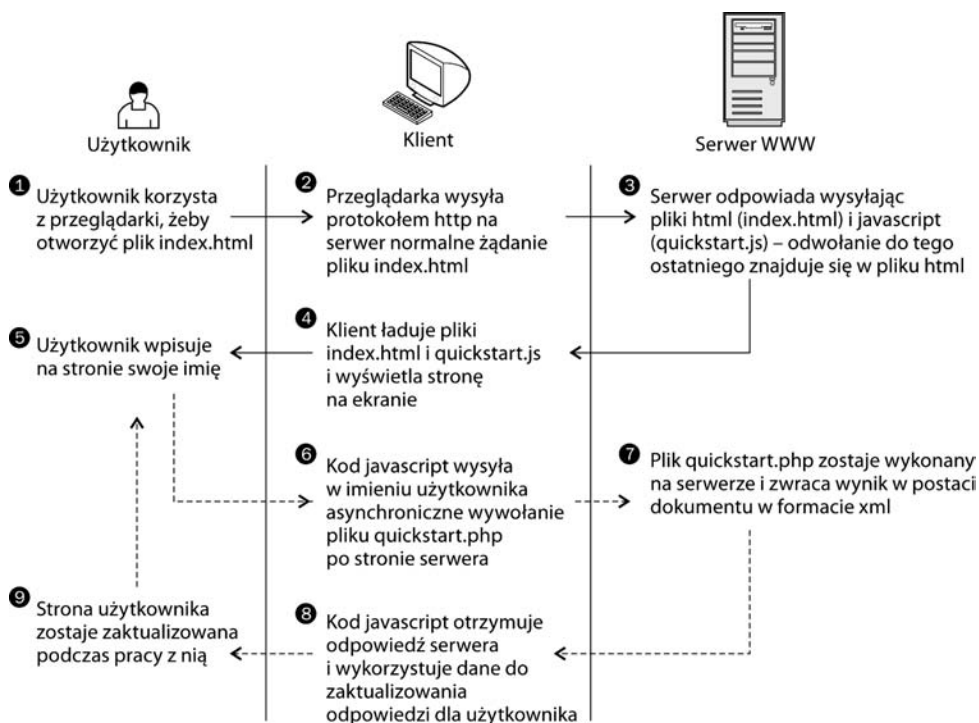 Użytkownik
Klient
Serwer WWW
1 Użytkownik korzysta
z przeglądarki, żeby
otworzyć plik index.html
2 Przeglądarka wysyła
protokołem http na
serwer normalne żądanie
pliku index.html
3 Serwer odpowiada wysyłając
pliki html (index.html) i javascript
(quickstart.js) – odwołanie do tego
ostatniego znajduje się w pliku html
4 Klient ładuje pliki
index.html i quickstart.js
i wyświetla stronę
na ekranie
5 Użytkownik wpisuje
na stronie swoje imię
6 Kod javascript wysyła
w imieniu użytkownika
asynchroniczne wywołanie
pliku quickstart.php
po stronie serwera
7 Plik quickstart.php zostaje wykonany
na serwerze i zwraca wynik w postaci
dokumentu w formacie xml
8 Kod javascript otrzymuje
odpowiedź serwera
i wykorzystuje dane do
zaktualizowania
odpowiedzi dla użytkownika
9 Strona użytkownika
zostaje zaktualizowana
podczas pracy z nią